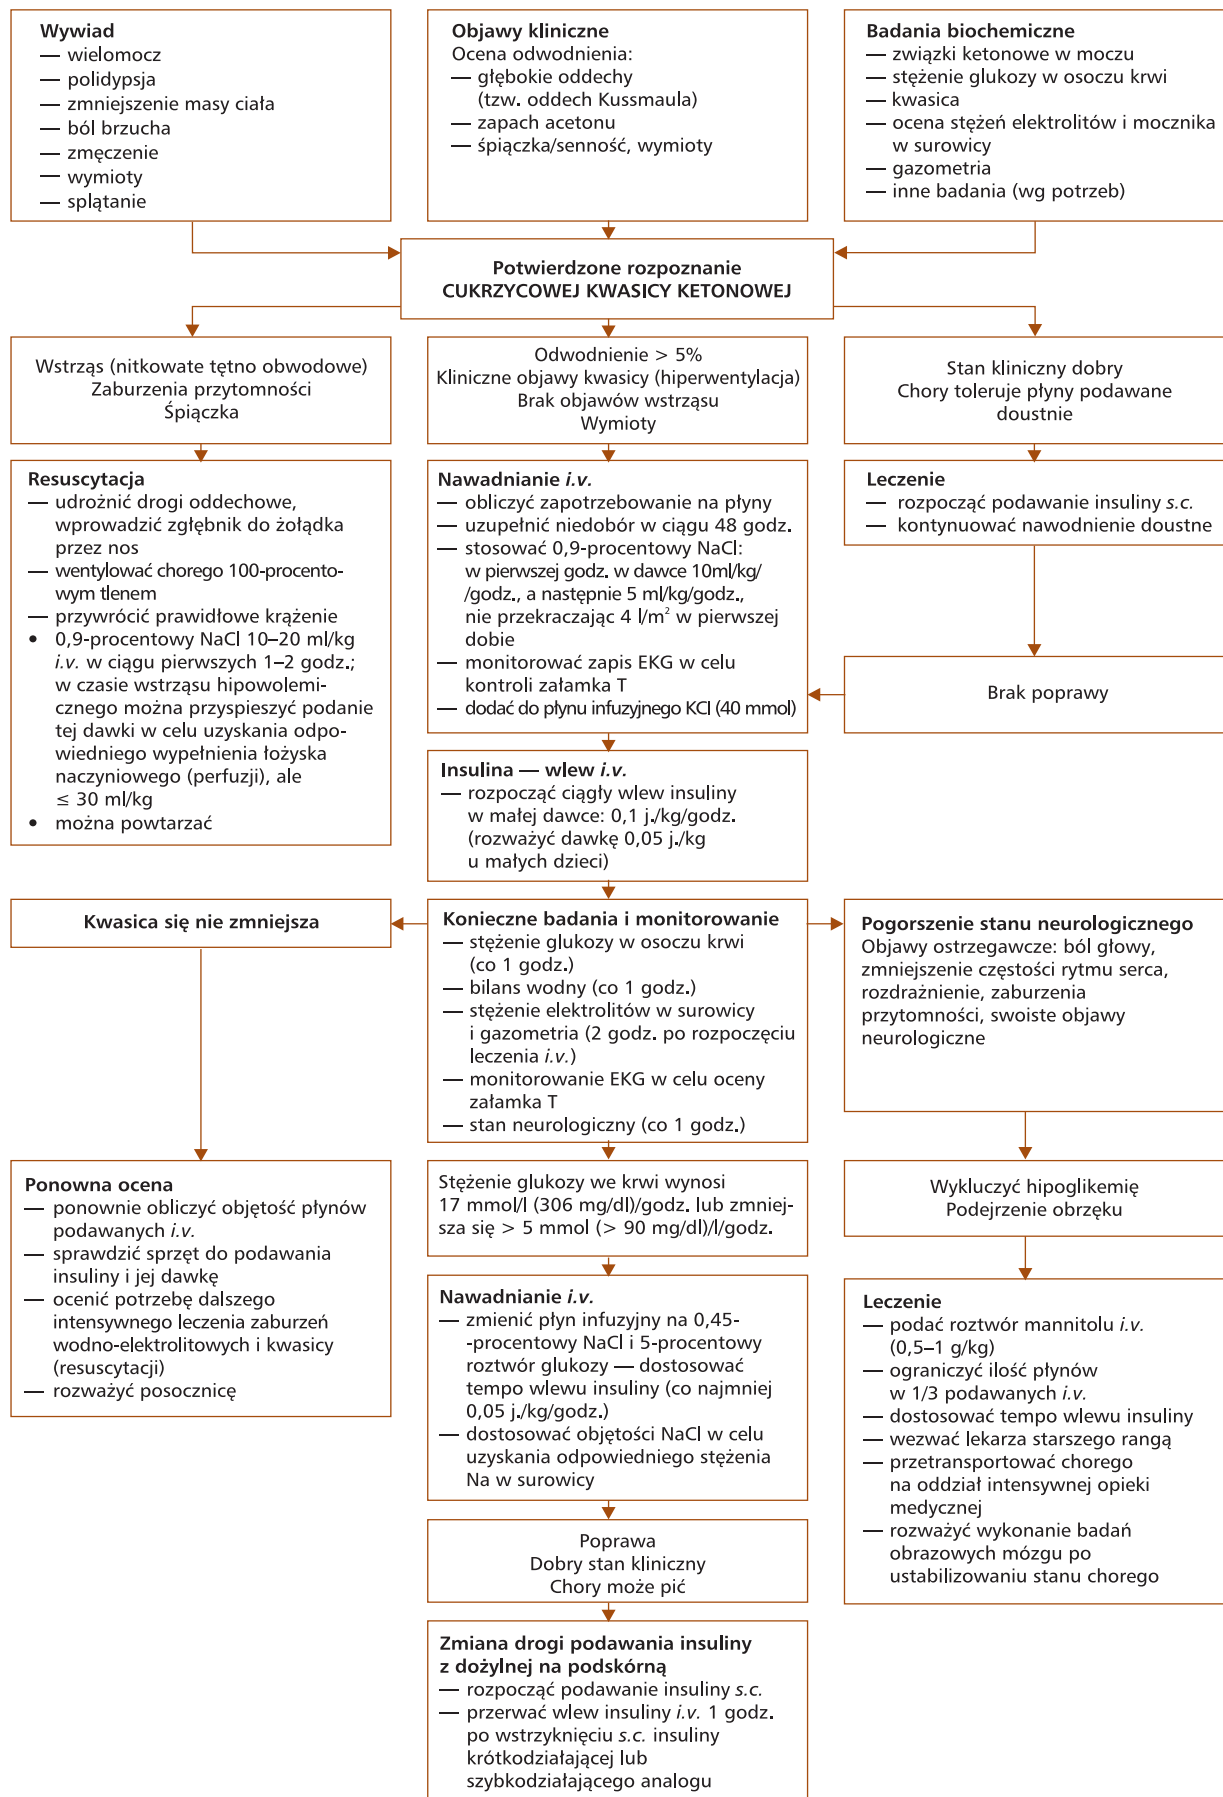 Wywiad
— wielomocz
— polidypsja
— zmniejszenie masy ciała
— ból brzucha
— zmęczenie
— wymioty
— splątanie
Objawy kliniczne
Ocena odwodnienia:
— głębokie oddechy
(tzw. oddech Kussmaula)
— zapach acetonu
— śpiączka/senność, wymioty
Badania biochemiczne
— związki ketonowe w moczu
— stężenie glukozy w osoczu krwi
— kwasica
— ocena stężeń elektrolitów i mocznika
w surowicy
— gazometria
— inne badania (wg potrzeb)
Potwierdzone rozpoznanie
CUKRZYCOWEJ KWASICY KETONOWEJ
Wstrząs (nitkowate tętno obwodowe)
Zaburzenia przytomności
Śpiączka
Odwodnienie > 5%
Kliniczne objawy kwasicy (hiperwentylacja)
Brak objawów wstrząsu
Wymioty
Stan kliniczny dobry
Chory toleruje płyny podawane
doustnie
Resuscytacja
— udrożnić drogi oddechowe,
wprowadzić zgłębnik do żołądka
przez nos
— wentylować chorego 100-procento-
wym tlenem
— przywrócić prawidłowe krążenie
• 0,9-procentowy NaCl 10–20 ml/kg
i.v. w ciągu pierwszych 1–2 godz.;
w czasie wstrząsu hipowolemi-
cznego można przyspieszyć podanie
tej dawki w celu uzyskania odpo-
wiedniego wypełnienia łożyska
naczyniowego (perfuzji), ale
≤ 30 ml/kg
• można powtarzać
Nawadnianie i.v.
— obliczyć zapotrzebowanie na płyny
— uzupełnić niedobór w ciągu 48 godz.
— stosować 0,9-procentowy NaCl:
w pierwszej godz. w dawce 10ml/kg/
/godz., a następnie 5 ml/kg/godz.,
nie przekraczając 4 l/m² w pierwszej
dobie
— monitorować zapis EKG w celu
kontroli załamka T
— dodać do płynu infuzyjnego KCl (40 mmol)
Leczenie
— rozpocząć podawanie insuliny s.c.
— kontynuować nawodnienie doustne
Brak poprawy
Insulina — wlew i.v.
— rozpocząć ciągły wlew insuliny
w małej dawce: 0,1 j./kg/godz.
(rozważyć dawkę 0,05 j./kg
u małych dzieci)
Kwasica się nie zmniejsza
Konieczne badania i monitorowanie
— stężenie glukozy w osoczu krwi
(co 1 godz.)
— bilans wodny (co 1 godz.)
— stężenie elektrolitów w surowicy
i gazometria (2 godz. po rozpoczęciu
leczenia i.v.)
— monitorowanie EKG w celu oceny
załamka T
— stan neurologiczny (co 1 godz.)
Pogorszenie stanu neurologicznego
Objawy ostrzegawcze: ból głowy,
zmniejszenie częstości rytmu serca,
rozdrażnienie, zaburzenia
przytomności, swoiste objawy
neurologiczne
Ponowna ocena
— ponownie obliczyć objętość płynów
podawanych i.v.
— sprawdzić sprzęt do podawania
insuliny i jej dawkę
— ocenić potrzebę dalszego
intensywnego leczenia zaburzeń
wodno-elektrolitowych i kwasicy
(resuscytacji)
— rozważyć posocznicę
Stężenie glukozy we krwi wynosi
17 mmol/l (306 mg/dl)/godz. lub zmniej-
sza się > 5 mmol (> 90 mg/dl)/l/godz.
Wykluczyć hipoglikemię
Podejrzenie obrzęku
Nawadnianie i.v.
— zmienić płyn infuzyjny na 0,45-
-procentowy NaCl i 5-procentowy
roztwór glukozy — dostosować
tempo wlewu insuliny (co najmniej
0,05 j./kg/godz.)
— dostosować objętości NaCl w celu
uzyskania odpowiedniego stężenia
Na w surowicy
Leczenie
— podać roztwór mannitolu i.v.
(0,5–1 g/kg)
— ograniczyć ilość płynów
w 1/3 podawanych i.v.
— dostosować tempo wlewu insuliny
— wezwać lekarza starszego rangą
— przetransportować chorego
na oddział intensywnej opieki
medycznej
— rozważyć wykonanie badań
obrazowych mózgu po
ustabilizowaniu stanu chorego
Poprawa
Dobry stan kliniczny
Chory może pić
Zmiana drogi podawania insuliny
z dożylnej na podskórną
— rozpocząć podawanie insuliny s.c.
— przerwać wlew insuliny i.v. 1 godz.
po wstrzyknięciu s.c. insuliny
krótkodziałającej lub
szybkodziałającego analogu